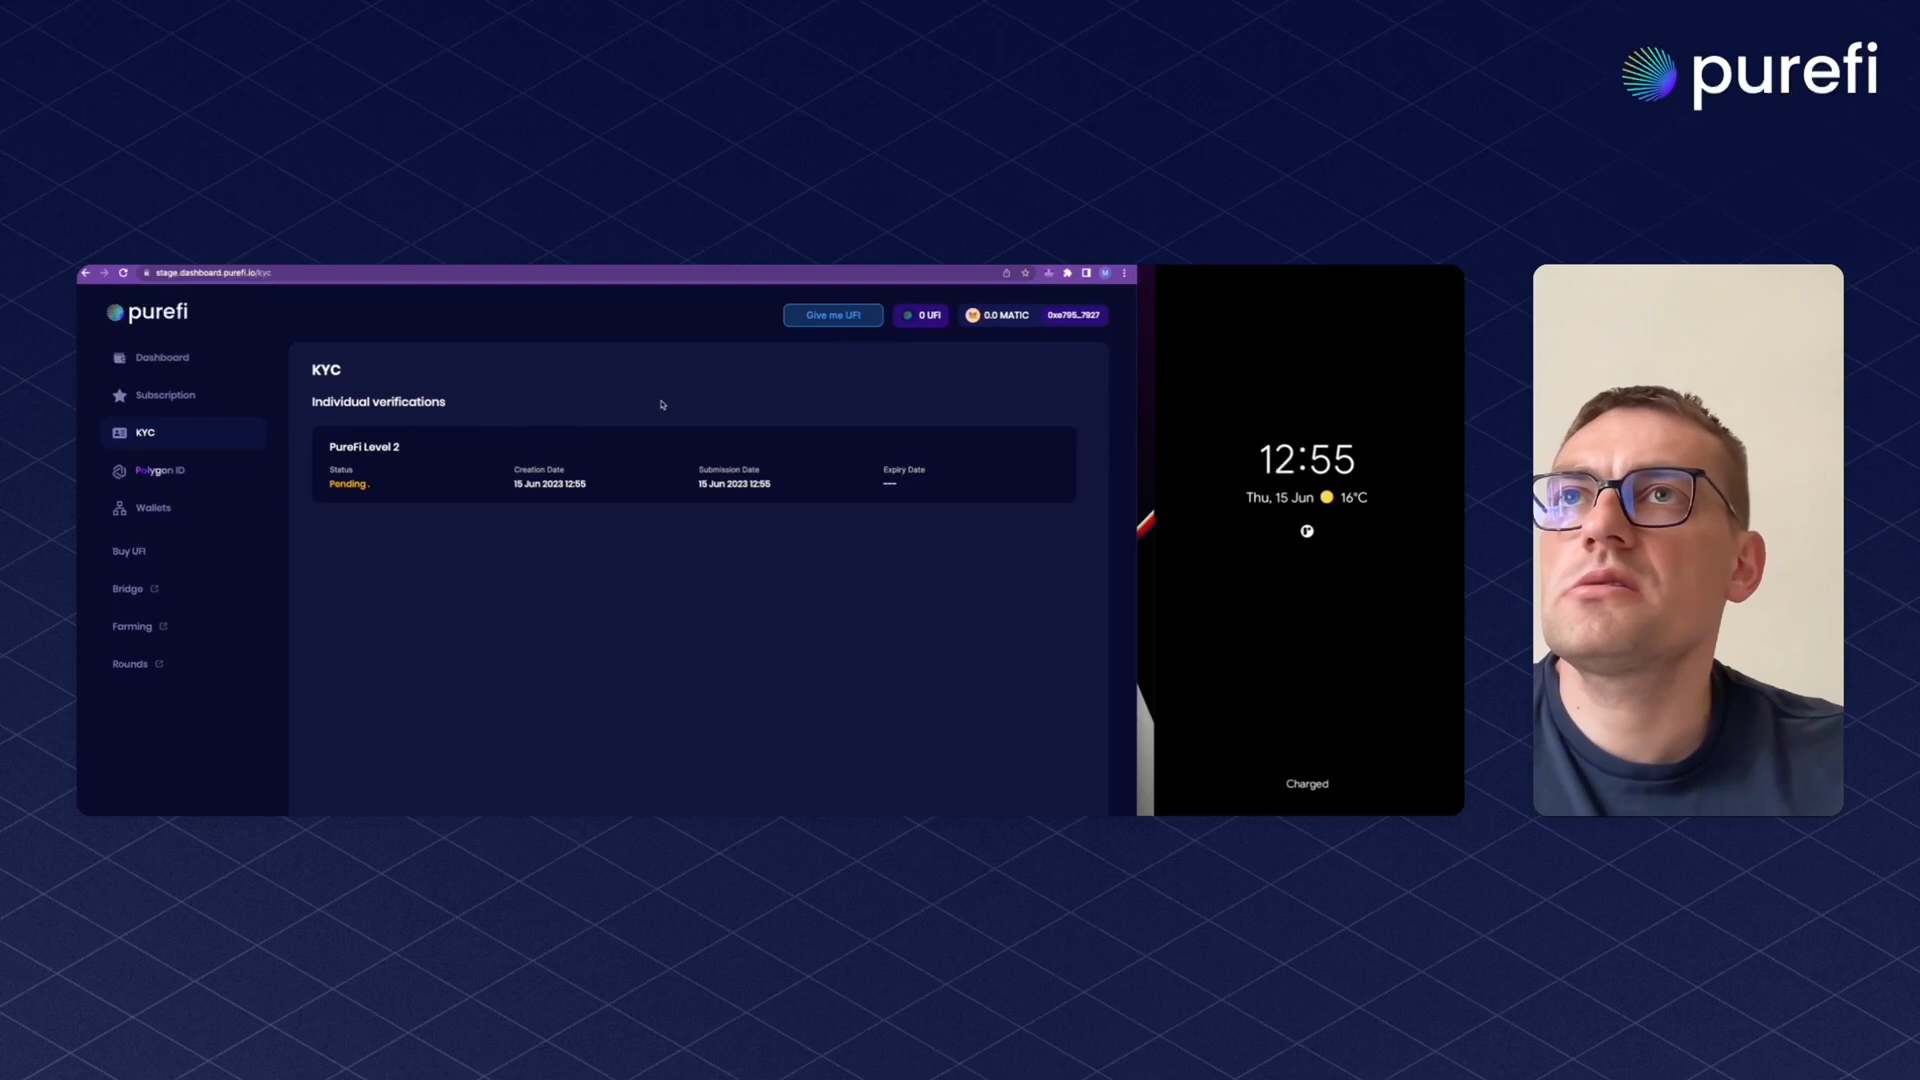 purefi
stage.dashboard.purefi.io/kyc
M
purefi
Give me UFI
0 UFI
0.0 MATIC
0xe795...7927
Dashboard
Subscription
KYC
Polygon ID
Wallets
Buy UFI
Bridge
Farming
Rounds
KYC
Individual verifications
PureFi Level 2
Status
Creation Date
Submission Date
Expiry Date
Pending .
15 Jun 2023 12:55
15 Jun 2023 12:55
---
12:55
Thu, 15 Jun 16°C
Charged